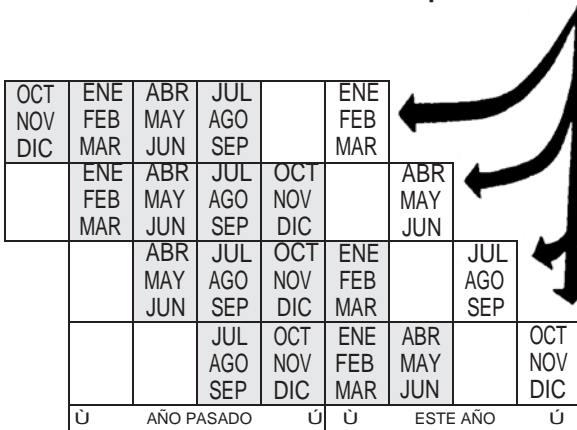 OCT ENE ABR JUL ENE
NOV FEB MAY AGO FEB
DIC MAR JUN SEP MAR
ENE ABR JUL OCT ABR
FEB MAY AGO NOV MAY
MAR JUN SEP DIC JUN
ABR JUL OCT ENE JUL
MAY AGO NOV FEB AGO
JUN SEP DIC MAR SEP
JUL OCT ENE ABR OCT
AGO NOV FEB MAY NOV
SEP DIC MAR JUN DIC
Ù AÑO PASADO Ú Ù ESTE AÑO Ú